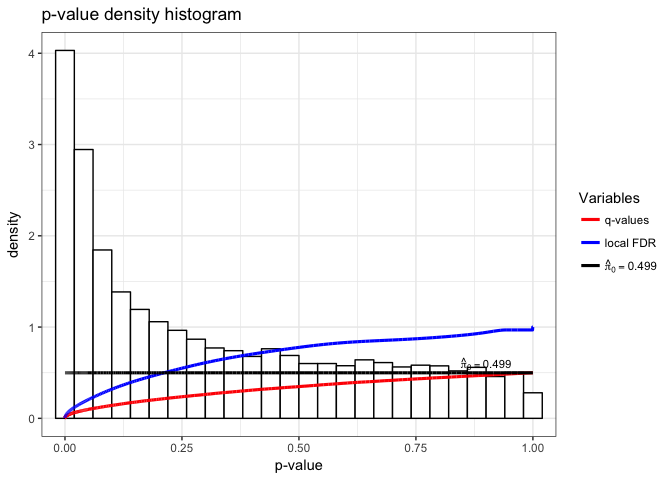 p-value density histogram
4
3
2
1
0
density
π̂₀ = 0.499
0.00 0.25 0.50 0.75 1.00
p-value
Variables
q-values
local FDR
π̂₀ = 0.499